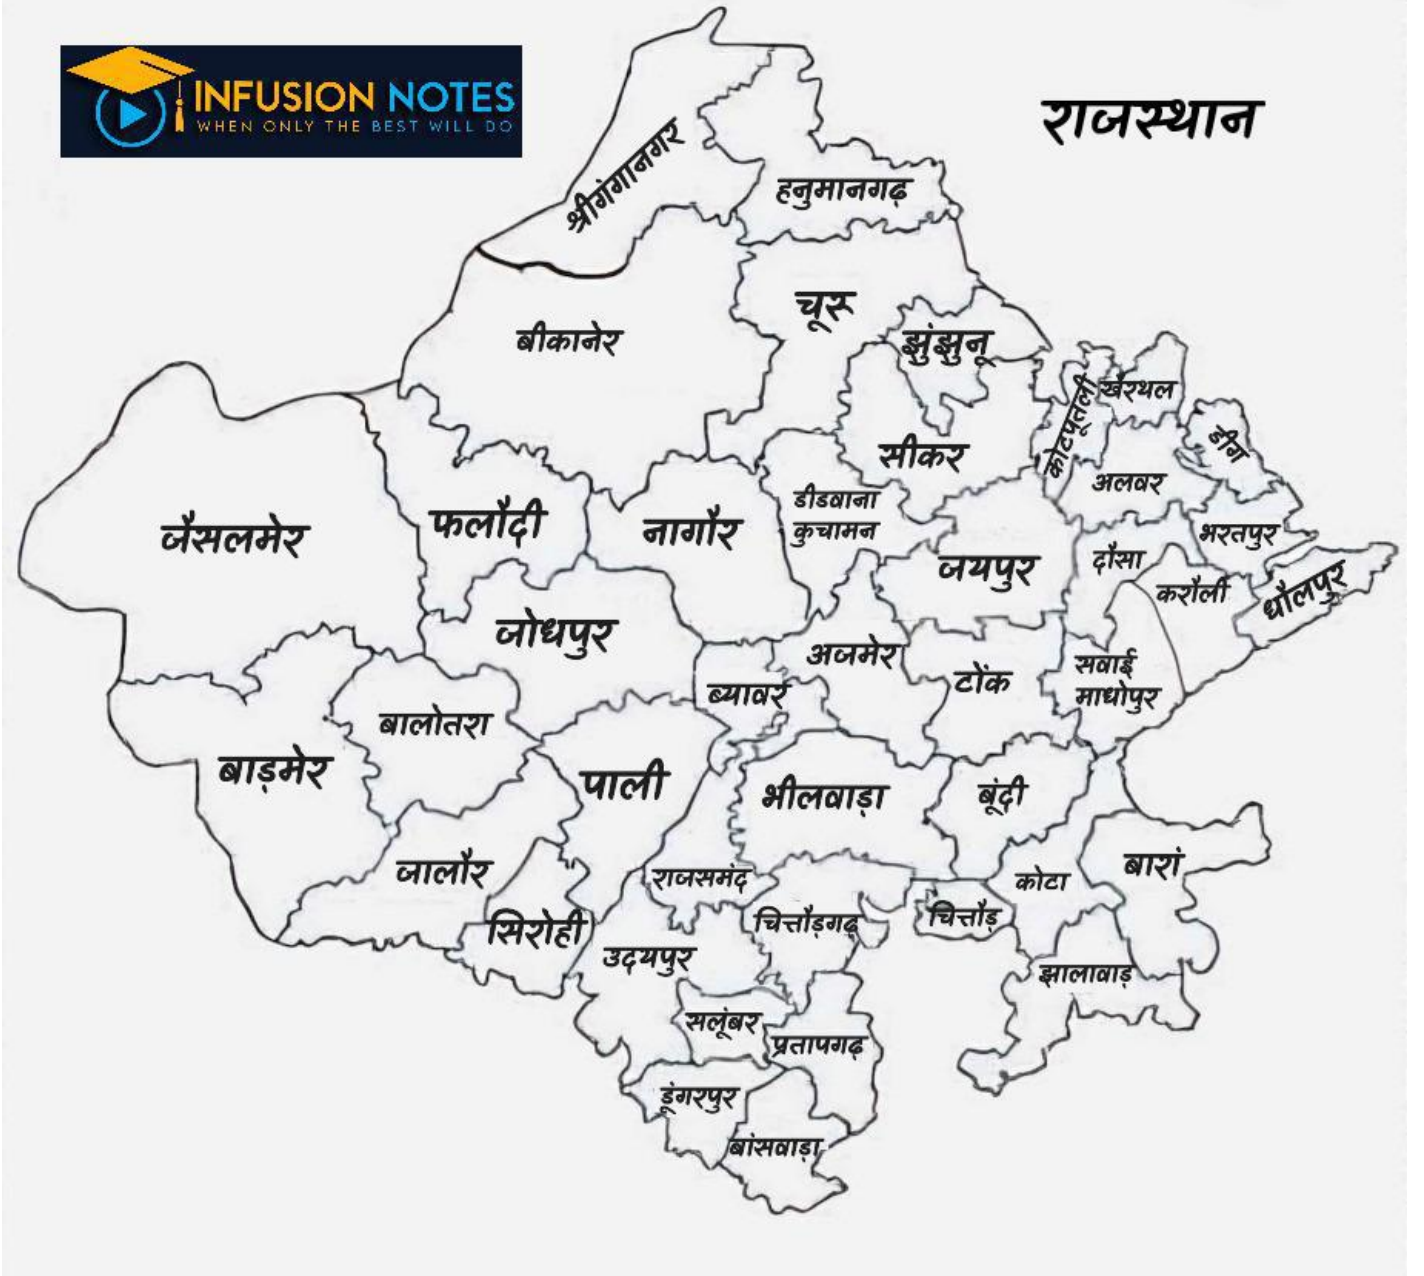 INFUSION NOTES
WHEN ONLY THE BEST WILL DO
राजस्थान
श्रीगंगानगर
हनुमानगढ़
चूरू
बीकानेर
झुंझुनू
खैरथल
कोटपूतली
डीग
सीकर
अलवर
जैसलमेर
फलौदी
नागौर
डीडवाना
कुचामन
जयपुर
दौसा
भरतपुर
करौली
धौलपुर
जोधपुर
अजमेर
टोंक
सवाई
माधोपुर
ब्यावर
बालोतरा
बाड़मेर
पाली
भीलवाड़ा
बूंदी
जालौर
राजसमंद
कोटा
बारां
सिरोही
चित्तौड़गढ़
चित्तौड़
उदयपुर
झालावाड़
सलूंबर
प्रतापगढ़
डूंगरपुर
बांसवाड़ा